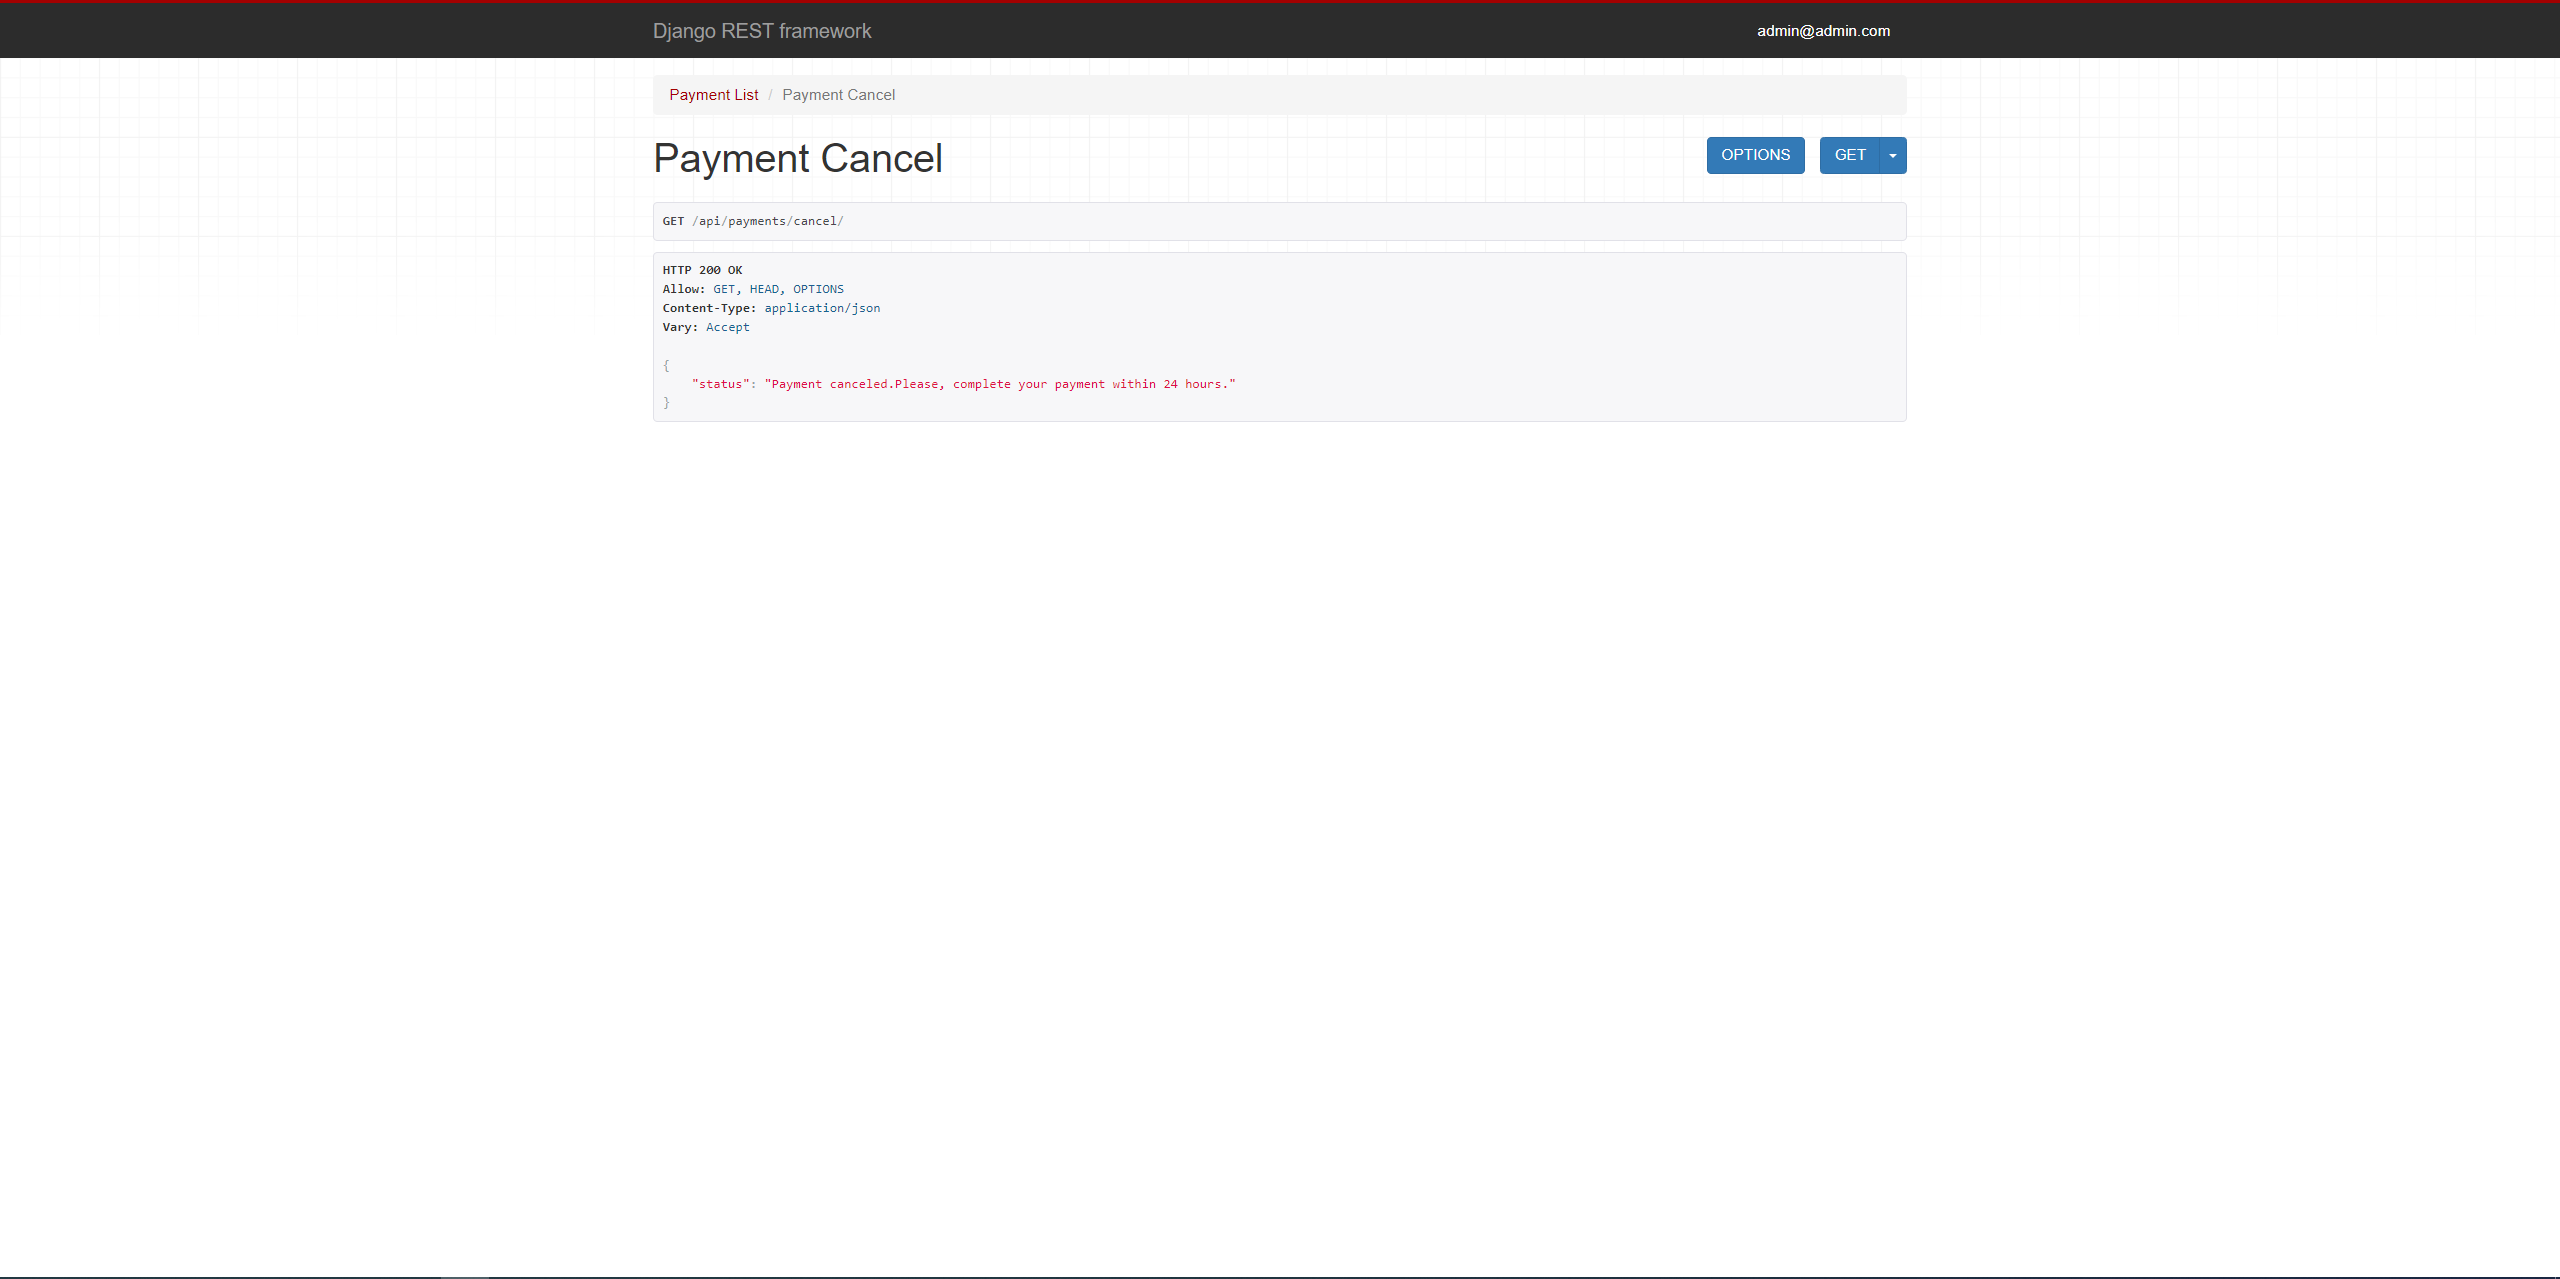 Django REST framework
admin@admin.com
Payment List / Payment Cancel
Payment Cancel
OPTIONS
GET
GET /api/payments/cancel/
HTTP 200 OK
Allow: GET, HEAD, OPTIONS
Content-Type: application/json
Vary: Accept
{
"status": "Payment canceled.Please, complete your payment within 24 hours."
}